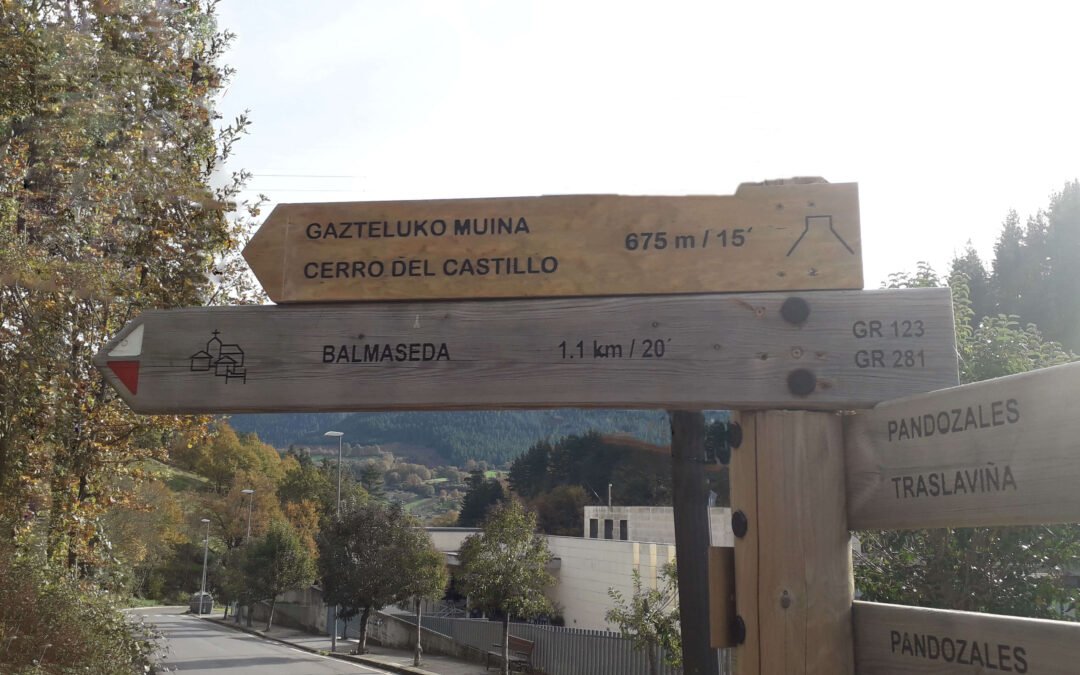 GAZTELUKO MUINA
CERRO DEL CASTILLO
675 m / 15´
BALMASEDA
1.1 km / 20´
GR 123
GR 281
PANDOZALES
TRASLAVIÑA
PANDOZALES